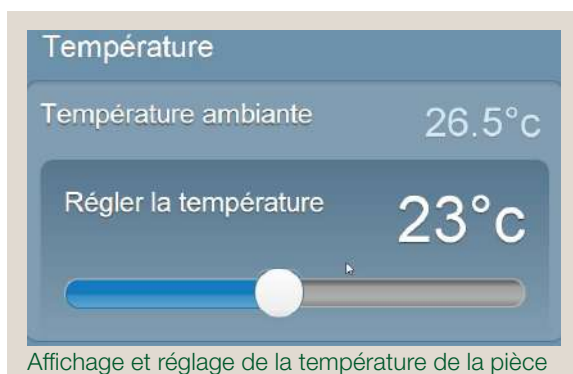 Température
Température ambiante 26.5°c
Régler la température 23°c
Affichage et réglage de la température de la pièce